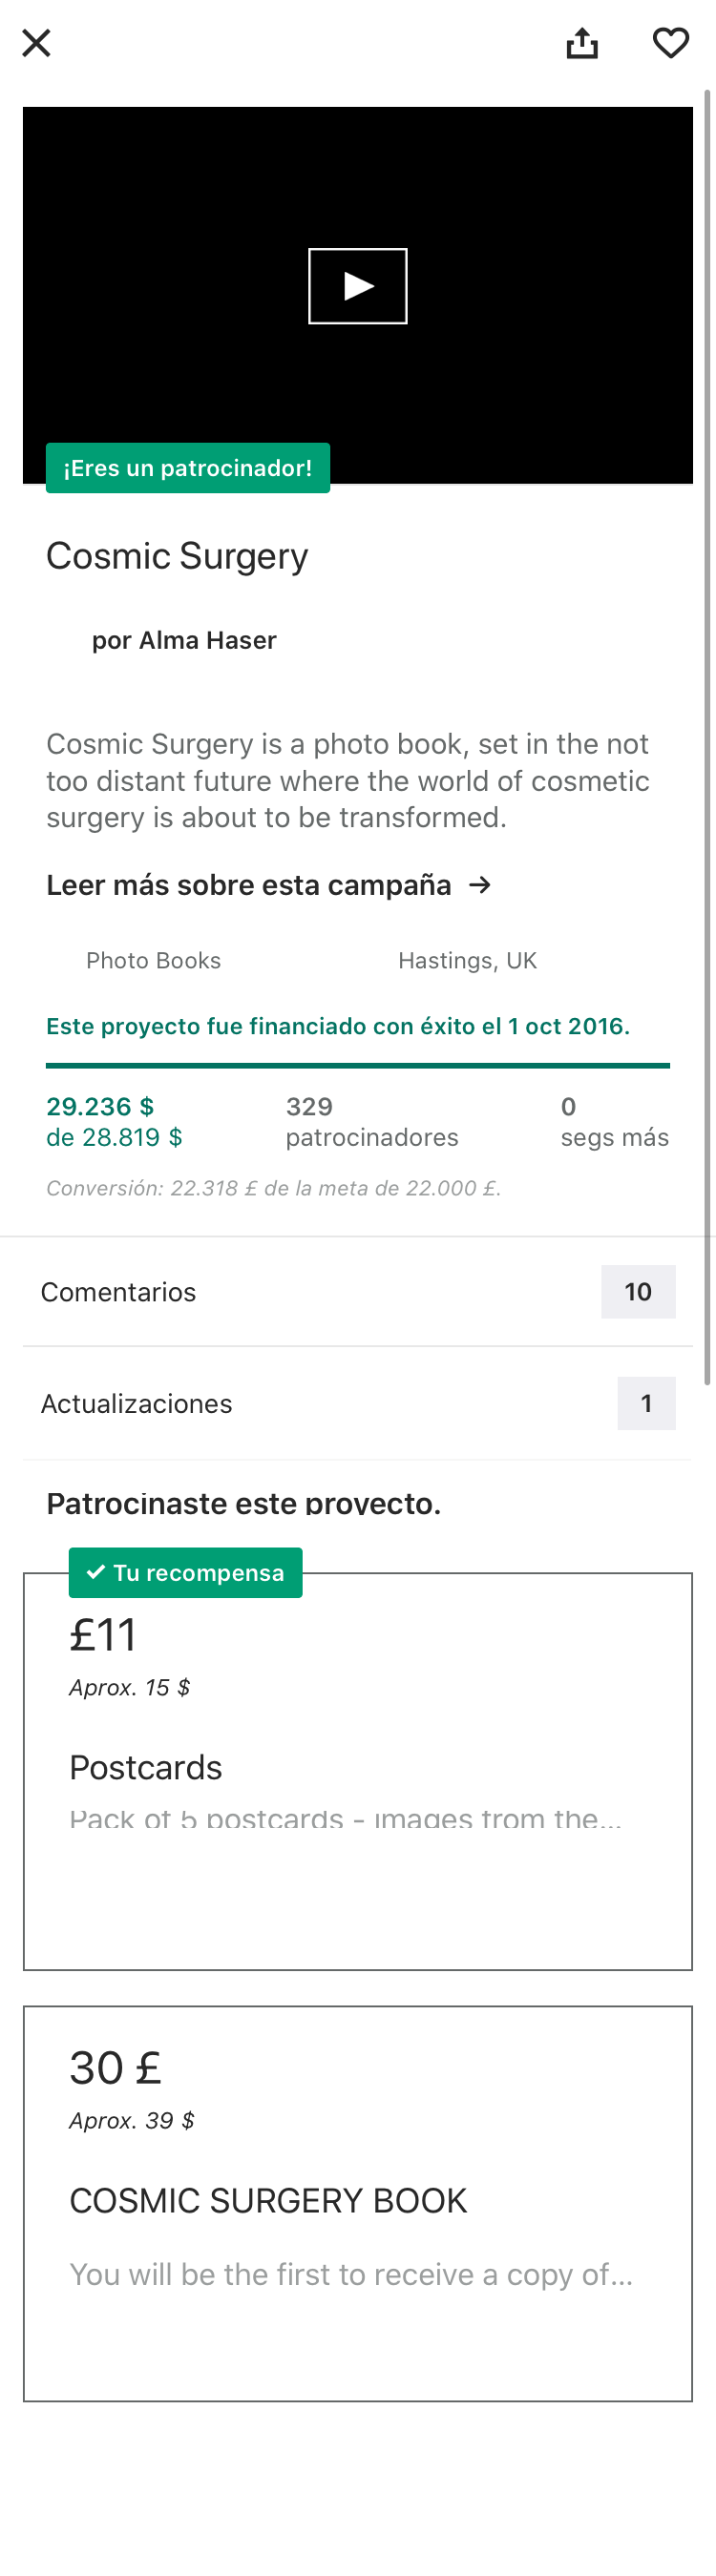 ¡Eres un patrocinador!
Cosmic Surgery
por Alma Haser
Cosmic Surgery is a photo book, set in the not
too distant future where the world of cosmetic
surgery is about to be transformed.
Leer más sobre esta campaña →
Photo Books Hastings, UK
Este proyecto fue financiado con éxito el 1 oct 2016.
29.236 $ 329 0
de 28.819 $ patrocinadores segs más
Conversión: 22.318 £ de la meta de 22.000 £.
Comentarios 10
Actualizaciones 1
Patrocinaste este proyecto.
✓ Tu recompensa
£11
Aprox. 15 $
Postcards
Pack of 5 postcards - images from the...
30 £
Aprox. 39 $
COSMIC SURGERY BOOK
You will be the first to receive a copy of...